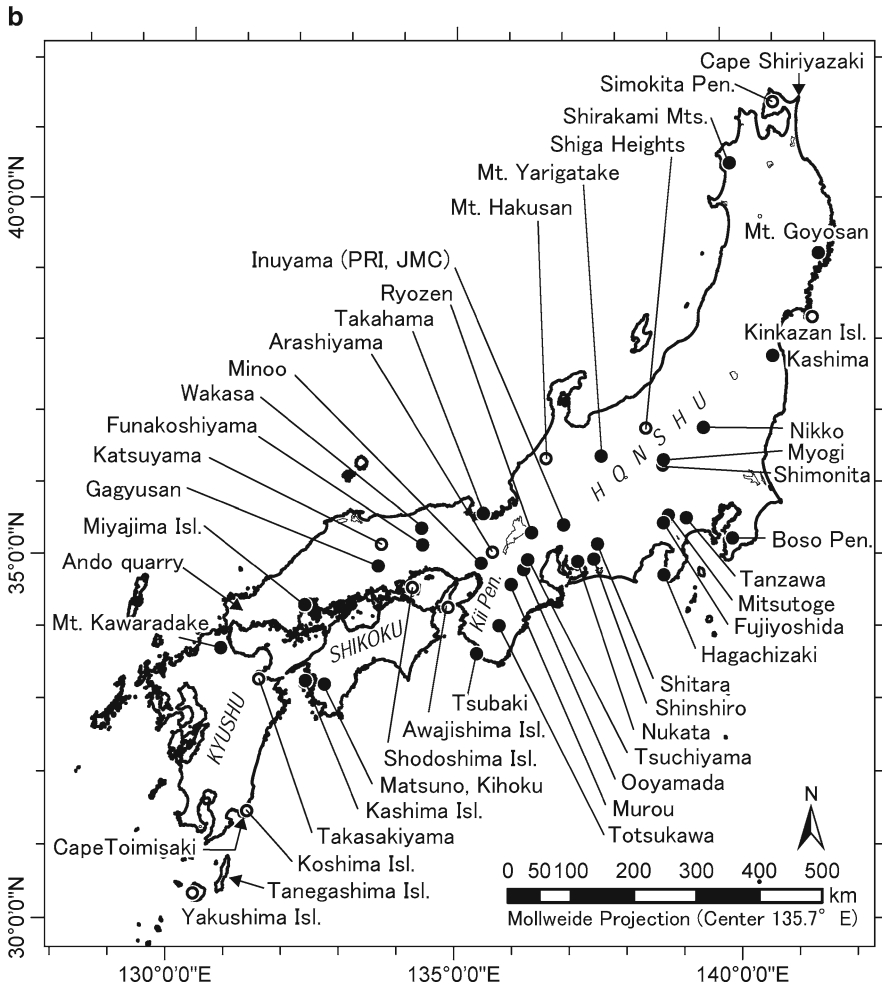 b
Cape Shiriyazaki
Simokita Pen.
Shirakami Mts.
Shiga Heights
Mt. Yarigatake
Mt. Hakusan
40°0'0"N
Mt. Goyosan
Inuyama (PRI, JMC)
Ryozen
Takahama
Arashiyama
Kinkazan Isl.
Kashima
Minoo
Wakasa
Funakoshiyama
Katsuyama
Gagyusan
Miyajima Isl.
Ando quarry
Mt. Kawaradake
HONSHU
Nikko
Myogi
Shimonita
35°0'0"N
Boso Pen.
Tanzawa
Mitsutoge
Fujiyoshida
Hagachizaki
Kii Pen.
SHIKOKU
KYUSHU
Shitara
Shinshiro
Nukata
Tsuchiyama
Ooyamada
Murou
Totsukawa
Tsubaki
Awajishima Isl.
Shodoshima Isl.
Matsuno, Kihoku
Kashima Isl.
Takasakiyama
CapeToimisaki
Koshima Isl.
Tanegashima Isl.
Yakushima Isl.
N
0 50 100 200 300 400 500
km
Mollweide Projection (Center 135.7° E)
30°0'0"N
130°0'0"E 135°0'0"E 140°0'0"E